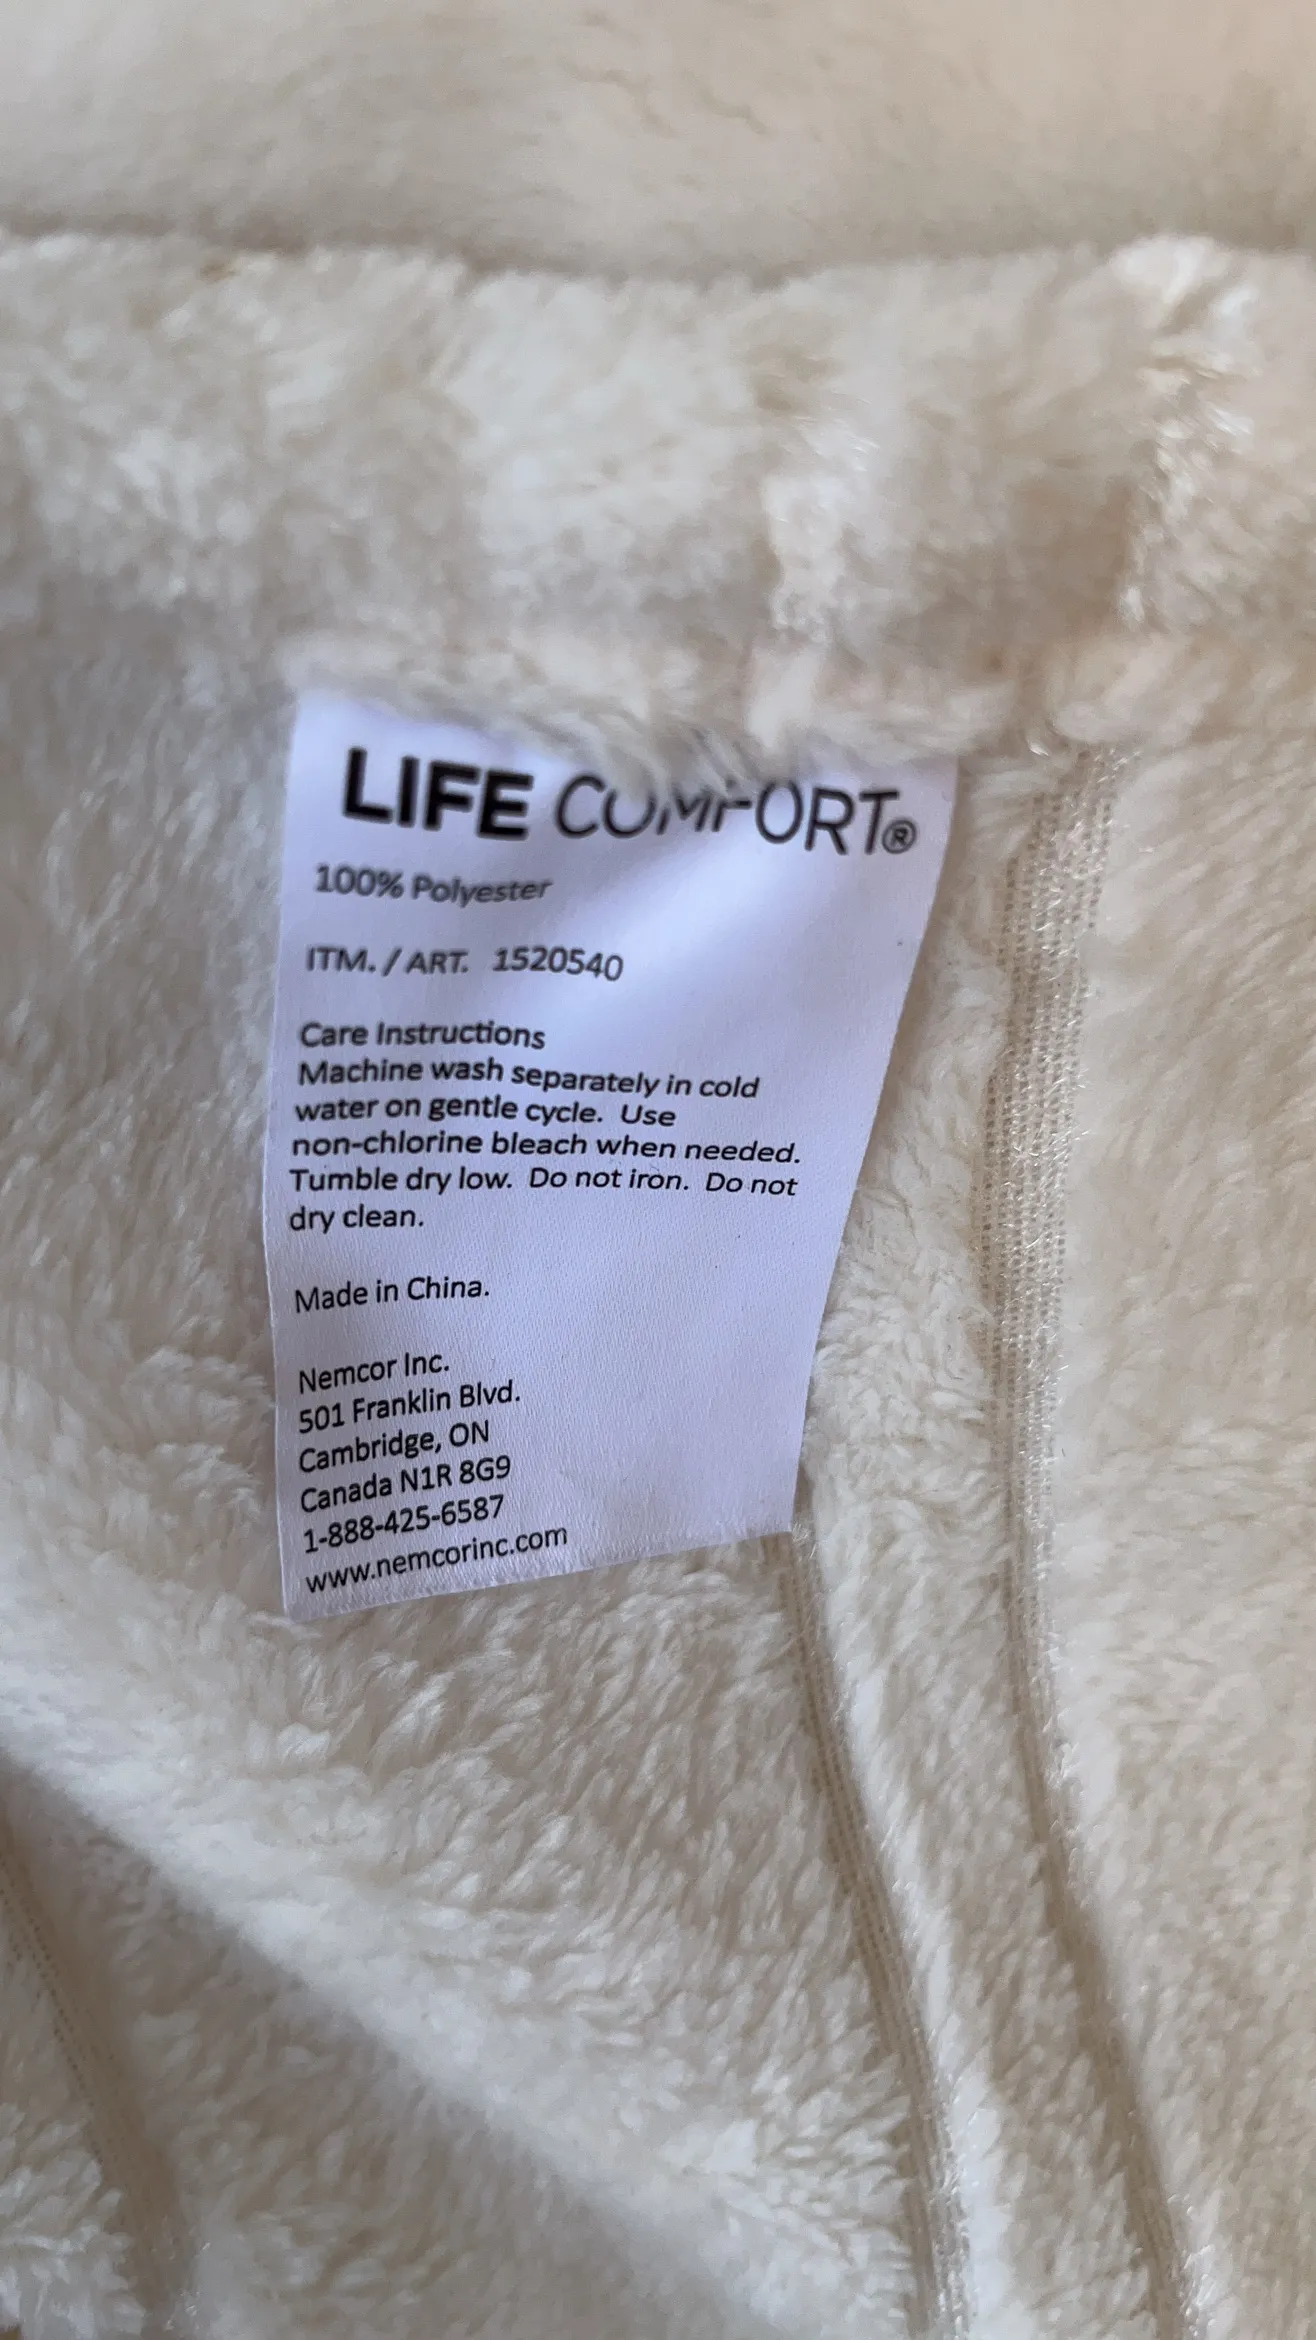 LIFE COMFORT®
100% Polyester
ITM. / ART. 1520540
Care Instructions
Machine wash separately in cold
water on gentle cycle. Use
non-chlorine bleach when needed.
Tumble dry low. Do not iron. Do not
dry clean.
Made in China.
Nemcor Inc.
501 Franklin Blvd.
Cambridge, ON
Canada N1R 8G9
1-888-425-6587
www.nemcorinc.com